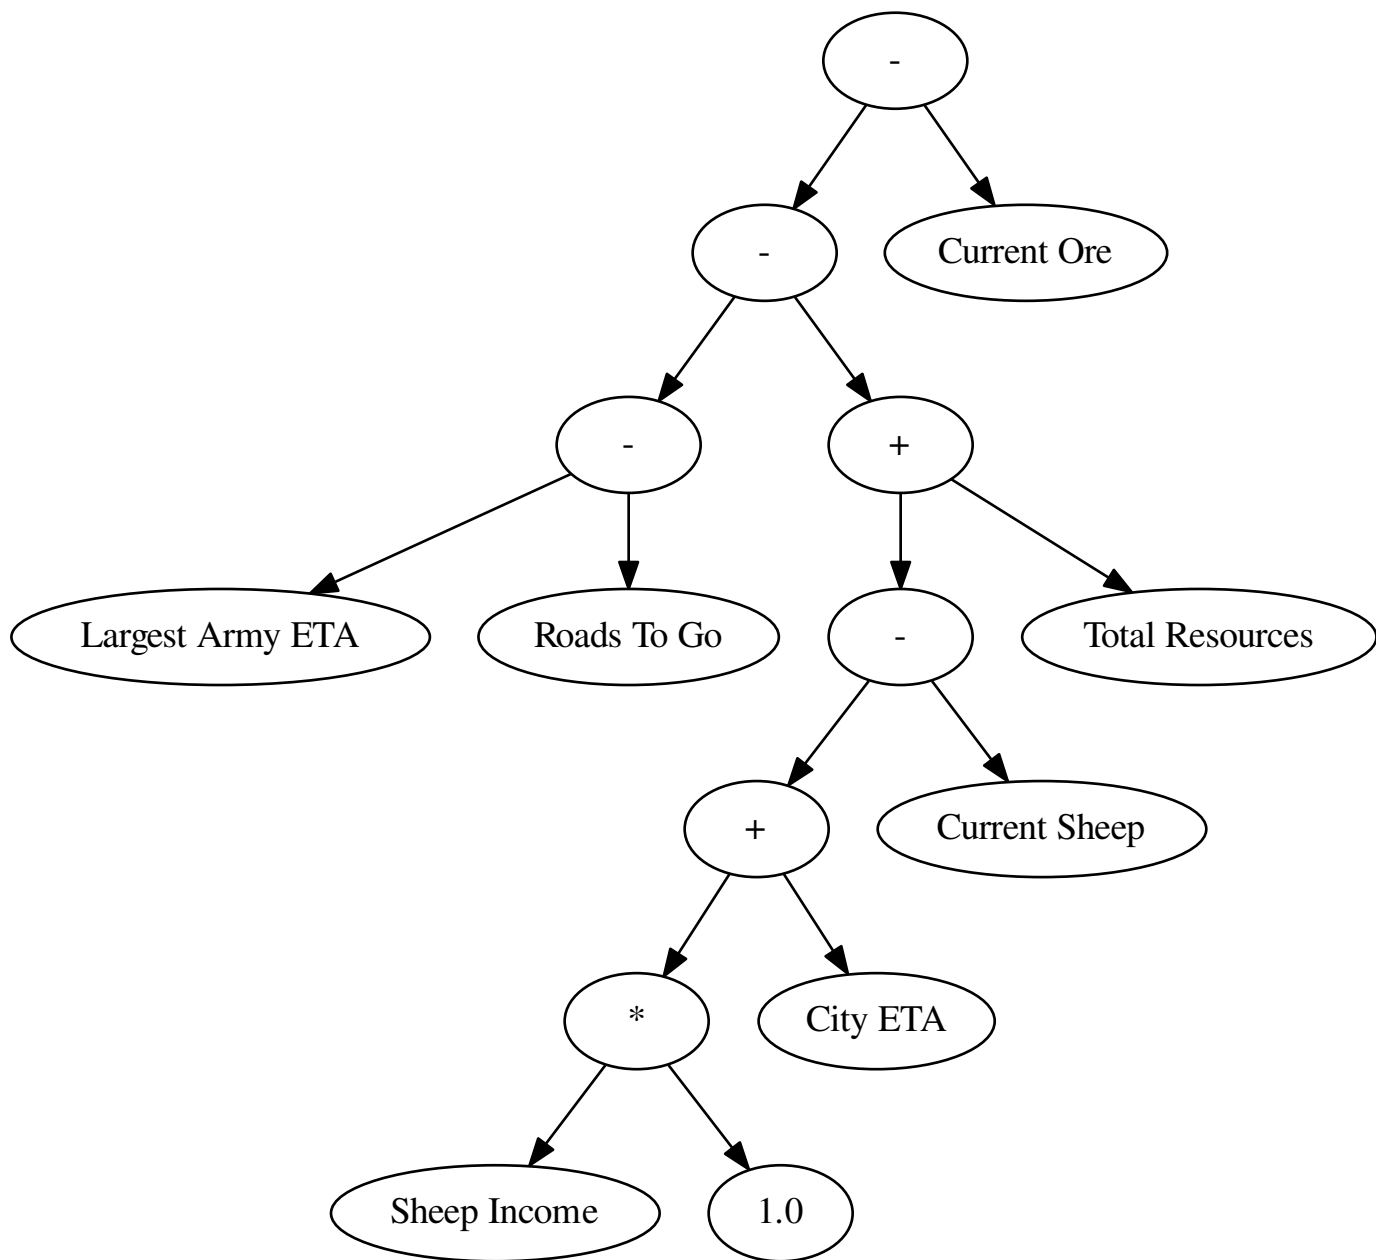 -
-
Current Ore
-
+
Largest Army ETA
Roads To Go
-
Total Resources
+
Current Sheep
*
City ETA
Sheep Income
1.0